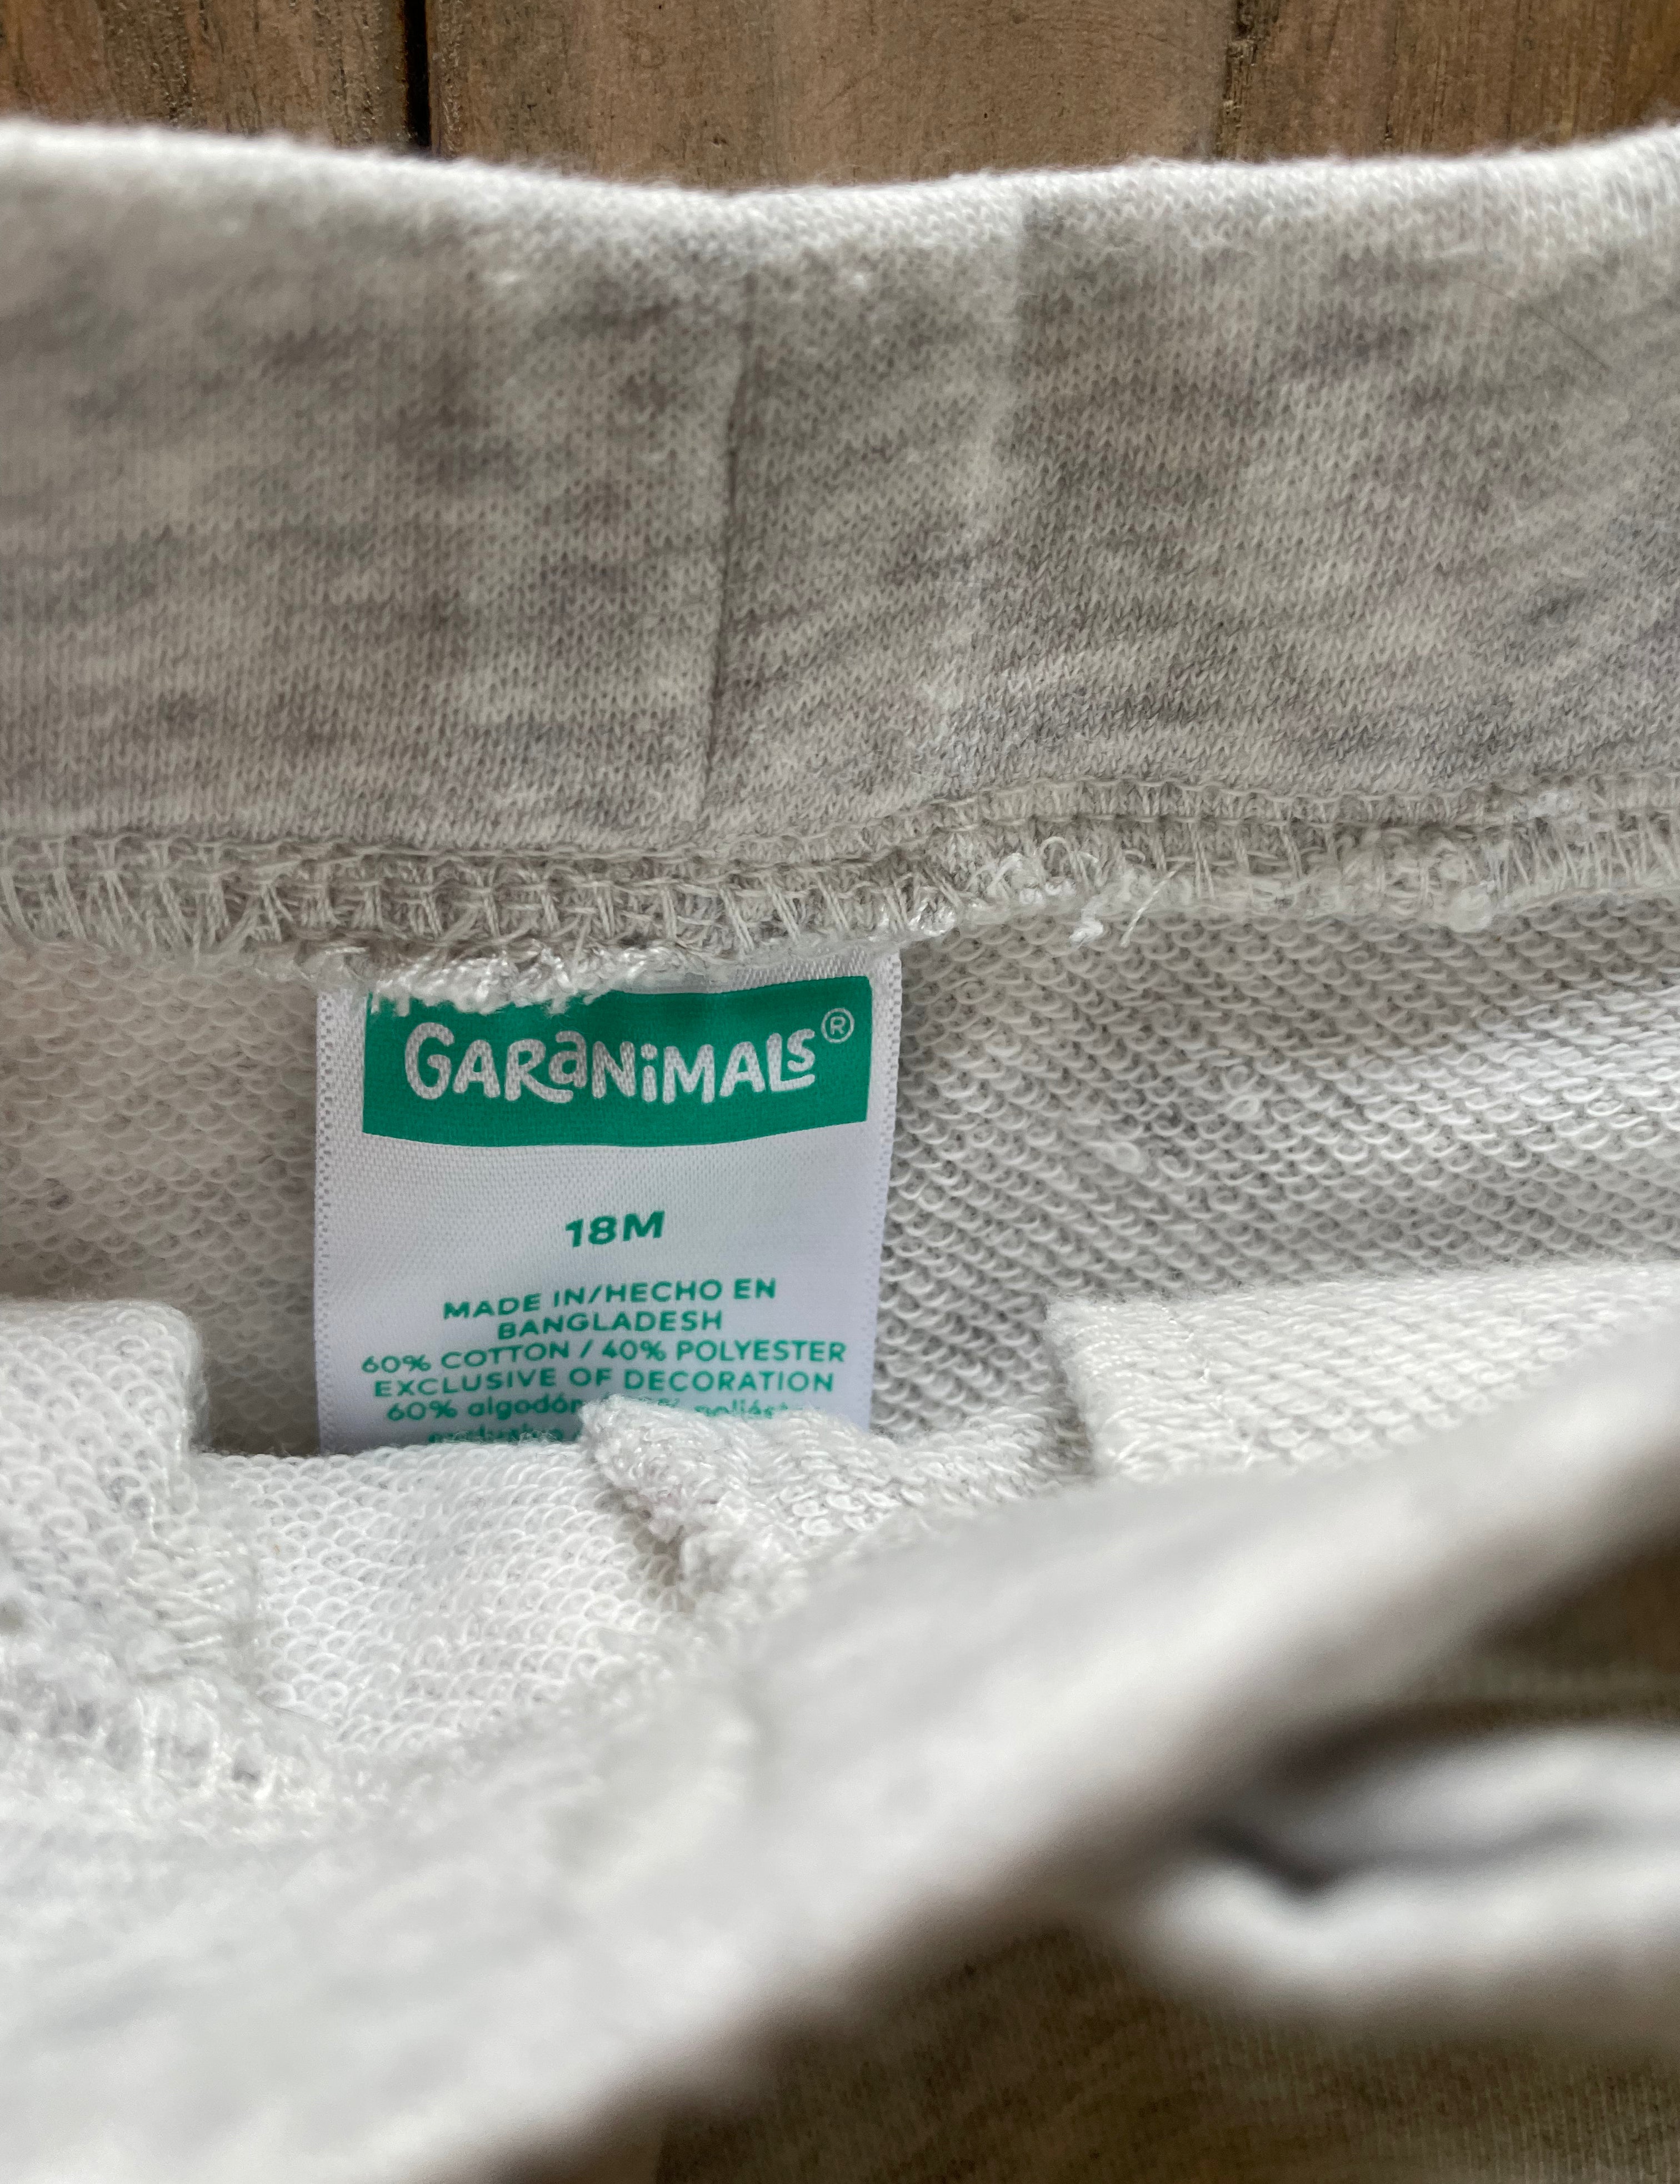 GARaNiMALS®
18M
MADE IN/HECHO EN
BANGLADESH
60% COTTON / 40% POLYESTER
EXCLUSIVE OF DECORATION
60% algodón